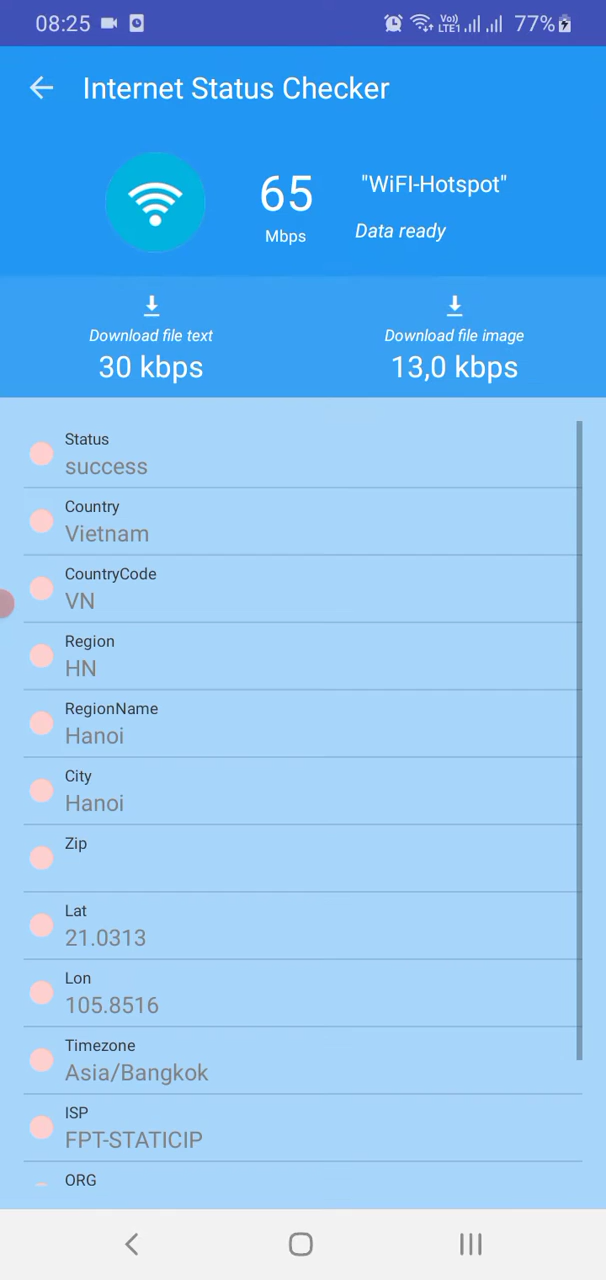 08:25 Vo) LTE1 77%
Internet Status Checker
65 "WiFI-Hotspot"
Mbps Data ready
Download file text Download file image
30 kbps 13,0 kbps
Status
success
Country
Vietnam
CountryCode
VN
Region
HN
RegionName
Hanoi
City
Hanoi
Zip
Lat
21.0313
Lon
105.8516
Timezone
Asia/Bangkok
ISP
FPT-STATICIP
ORG